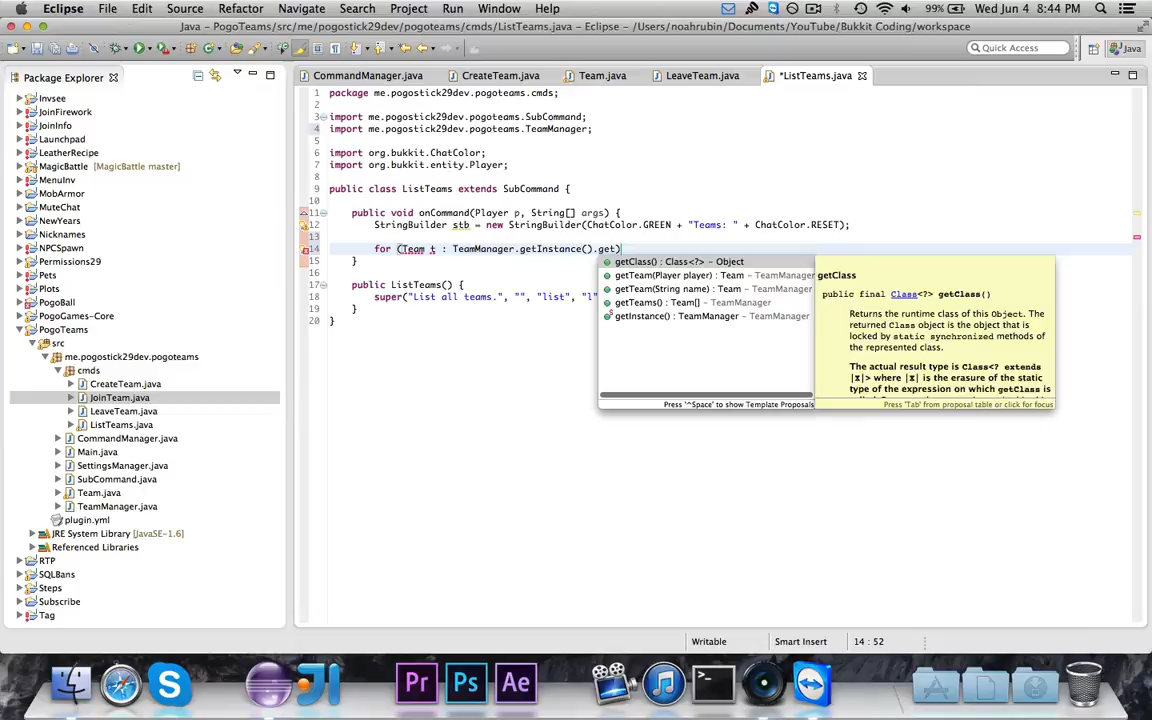 Eclipse File Edit Source Refactor Navigate Search Project Run Window Help 99% Wed Jun 4 8:44 PM
Java – PogoTeams/src/me/pogostick29dev/pogoteams/cmds/ListTeams.java – Eclipse – /Users/noahrubin/Documents/YouTube/Bukkit Coding/workspace
Quick Access Java
Package Explorer
CommandManager.java CreateTeam.java Team.java LeaveTeam.java *ListTeams.java
Invsee
JoinFirework
JoinInfo
Launchpad
LeatherRecipe
MagicBattle [MagicBattle master]
MenuInv
MobArmor
MuteChat
NewYears
Nicknames
NPCSpawn
Permissions29
Pets
Plots
PogoBall
PogoGames-Core
PogoTeams
src
me.pogostick29dev.pogoteams
cmds
CreateTeam.java
JoinTeam.java
LeaveTeam.java
ListTeams.java
CommandManager.java
Main.java
SettingsManager.java
SubCommand.java
Team.java
TeamManager.java
plugin.yml
JRE System Library [JavaSE-1.6]
Referenced Libraries
RTP
SQLBans
Steps
Subscribe
Tag
1 package me.pogostick29dev.pogoteams.cmds;
2
3 import me.pogostick29dev.pogoteams.SubCommand;
4 import me.pogostick29dev.pogoteams.TeamManager;
5
6 import org.bukkit.ChatColor;
7 import org.bukkit.entity.Player;
8
9 public class ListTeams extends SubCommand {
10
11 public void onCommand(Player p, String[] args) {
12 StringBuilder stb = new StringBuilder(ChatColor.GREEN + "Teams: " + ChatColor.RESET);
13
14 for (Team t : TeamManager.getInstance().get)
15 }
16
17 public ListTeams() {
18 super("List all teams.", "", "list", "l"
19 }
20 }
getClass() : Class<?> – Object
getTeam(Player player) : Team – TeamManager
getTeam(String name) : Team – TeamManager
getTeams() : Team[] – TeamManager
getInstance() : TeamManager – TeamManager
Press '^Space' to show Template Proposals
getClass
public final Class<?> getClass()
Returns the runtime class of this Object. The
returned Class object is the object that is
locked by static synchronized methods of
the represented class.
The actual result type is Class<? extends
|X|> where |X| is the erasure of the static
type of the expression on which getClass is
Press 'Tab' from proposal table or click for focus
Writable Smart Insert 14 : 52
Pr Ps Ae